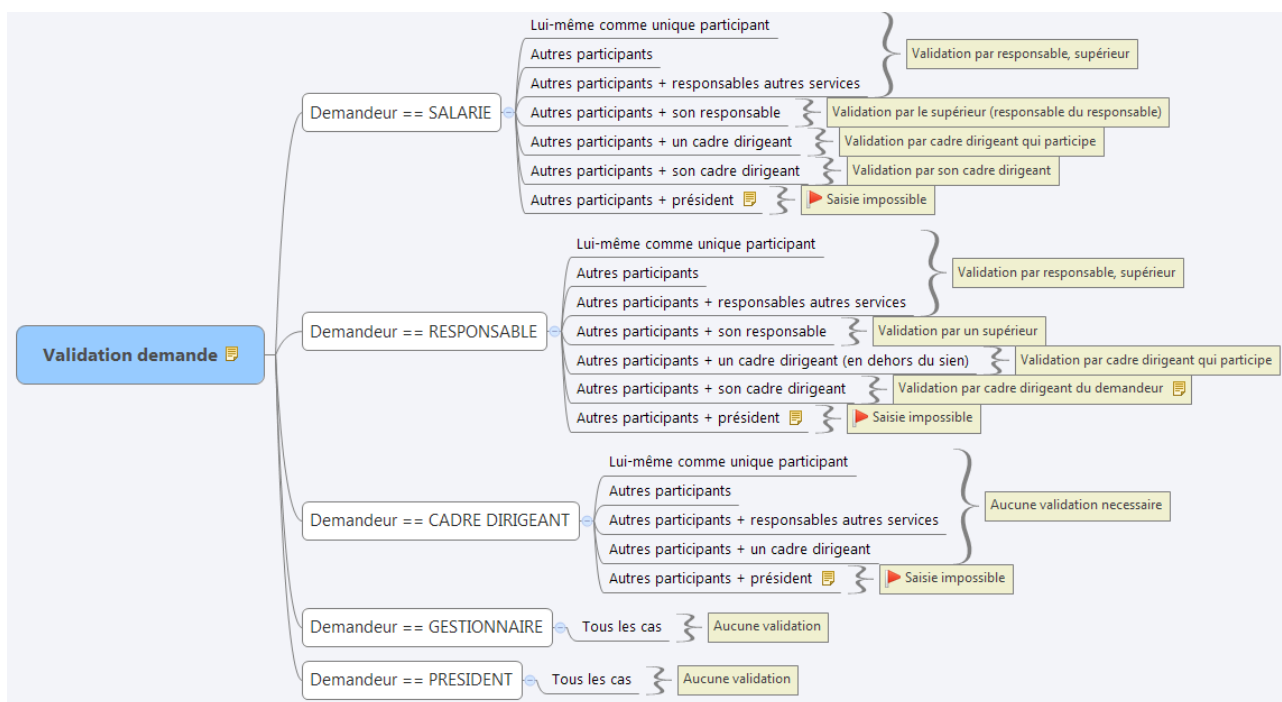 Validation demande
Demandeur == SALARIE
Lui-même comme unique participant
Autres participants
Autres participants + responsables autres services
Validation par responsable, supérieur
Autres participants + son responsable
Validation par le supérieur (responsable du responsable)
Autres participants + un cadre dirigeant
Validation par cadre dirigeant qui participe
Autres participants + son cadre dirigeant
Validation par son cadre dirigeant
Autres participants + président
Saisie impossible
Demandeur == RESPONSABLE
Lui-même comme unique participant
Autres participants
Autres participants + responsables autres services
Validation par responsable, supérieur
Autres participants + son responsable
Validation par un supérieur
Autres participants + un cadre dirigeant (en dehors du sien)
Validation par cadre dirigeant qui participe
Autres participants + son cadre dirigeant
Validation par cadre dirigeant du demandeur
Autres participants + président
Saisie impossible
Demandeur == CADRE DIRIGEANT
Lui-même comme unique participant
Autres participants
Autres participants + responsables autres services
Autres participants + un cadre dirigeant
Aucune validation necessaire
Autres participants + président
Saisie impossible
Demandeur == GESTIONNAIRE
Tous les cas
Aucune validation
Demandeur == PRESIDENT
Tous les cas
Aucune validation